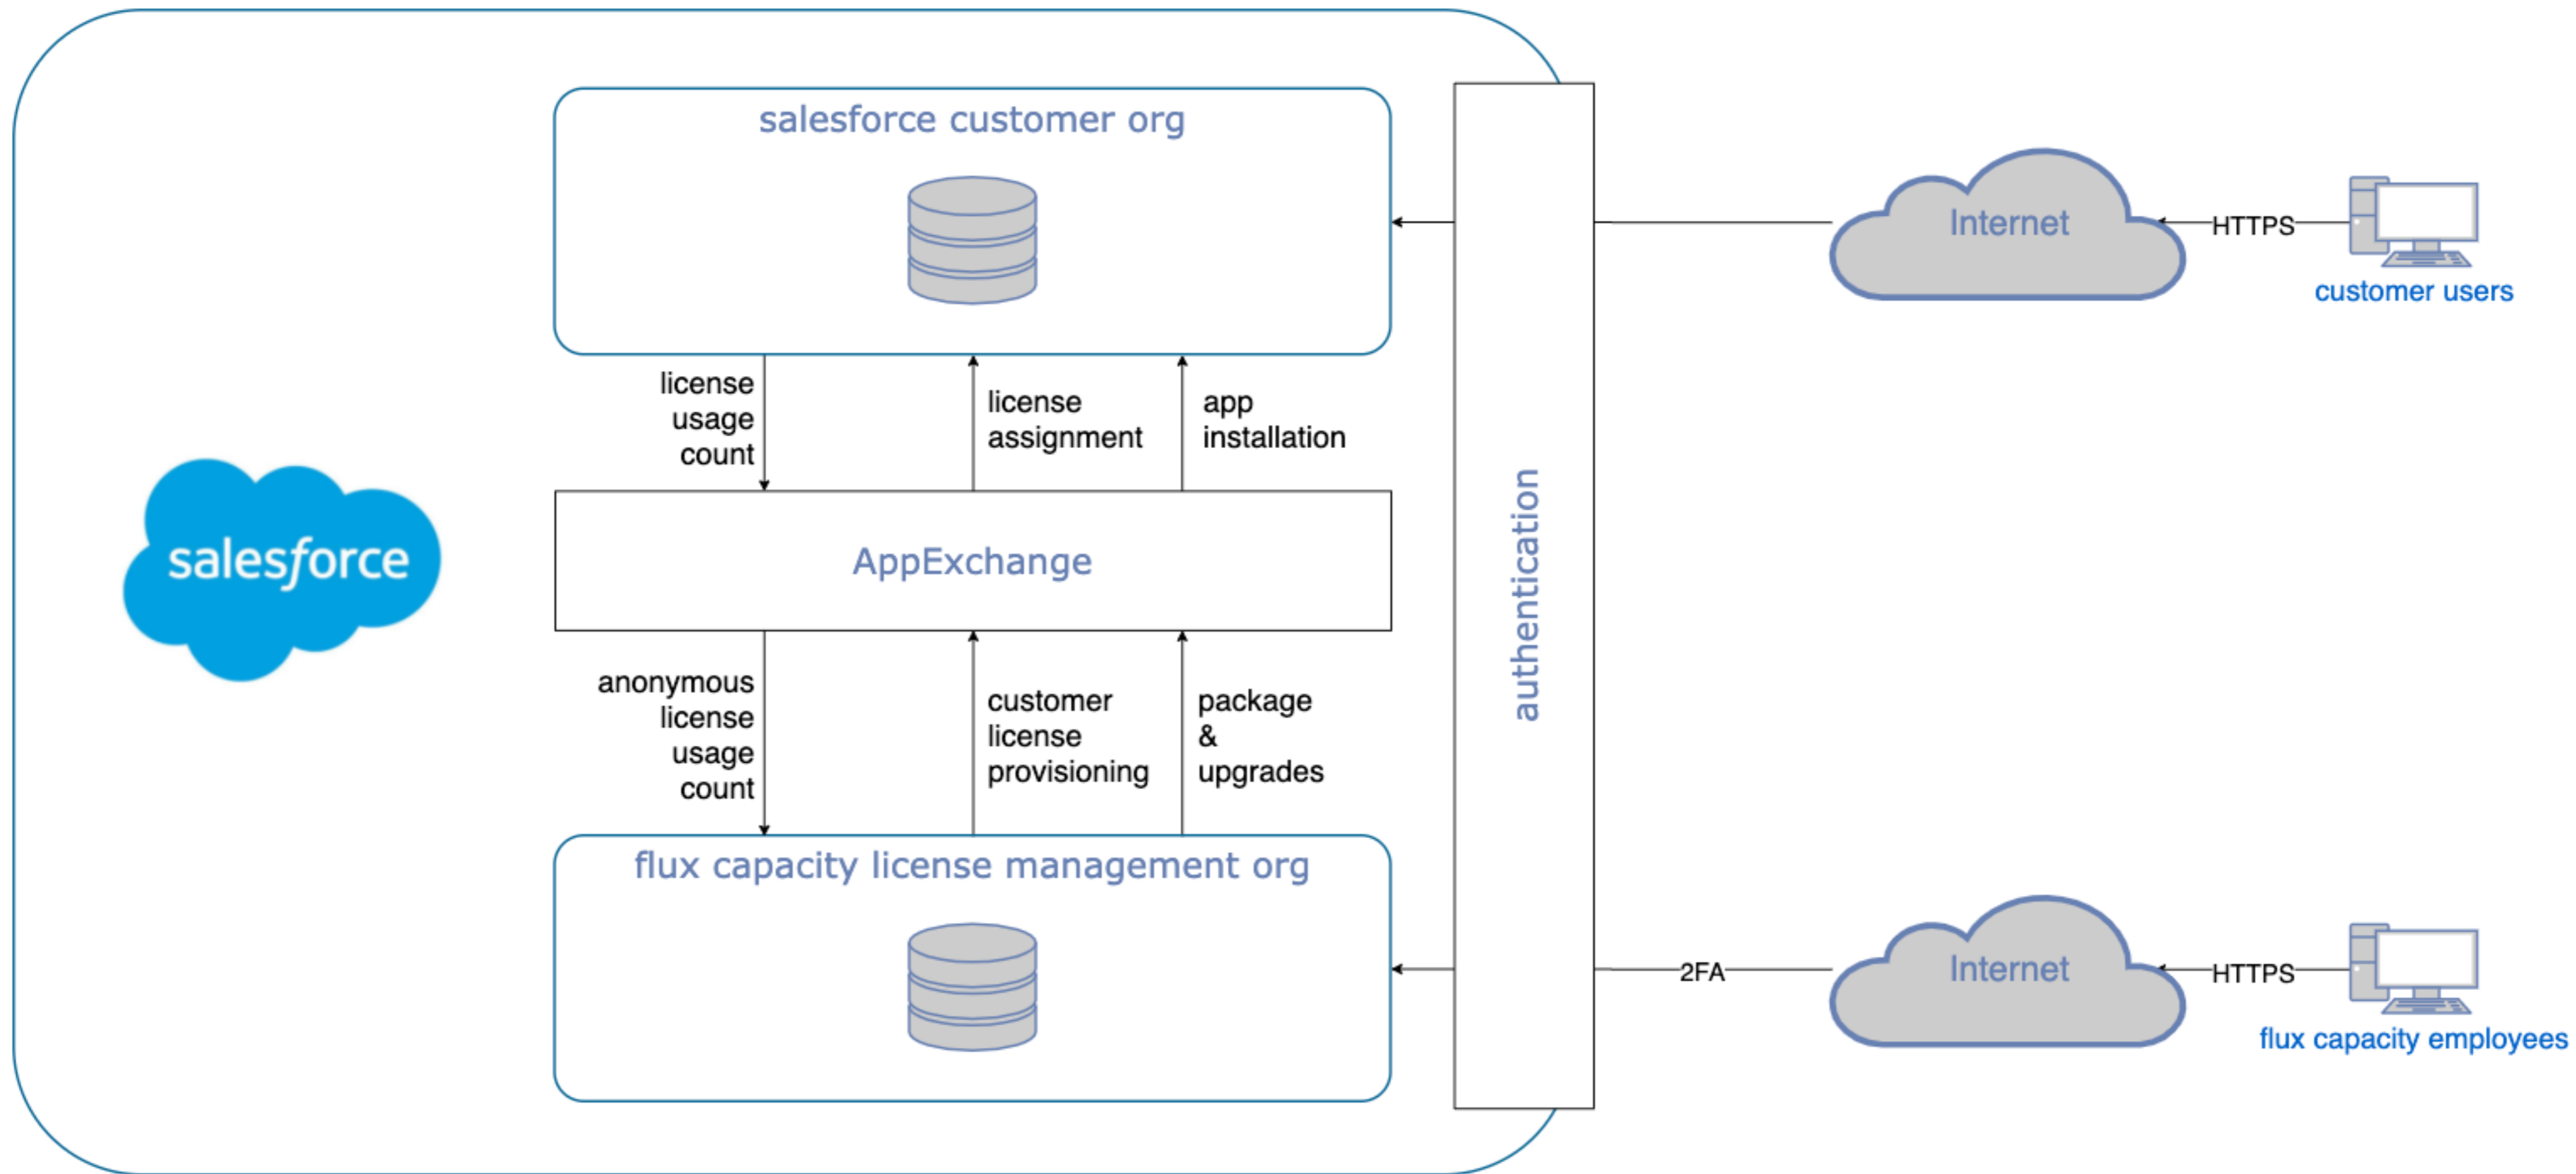 salesforce customer org
Internet
HTTPS
customer users
license
usage
count
license
assignment
app
installation
salesforce
AppExchange
authentication
anonymous
license
usage
count
customer
license
provisioning
package
&
upgrades
flux capacity license management org
2FA
Internet
HTTPS
flux capacity employees